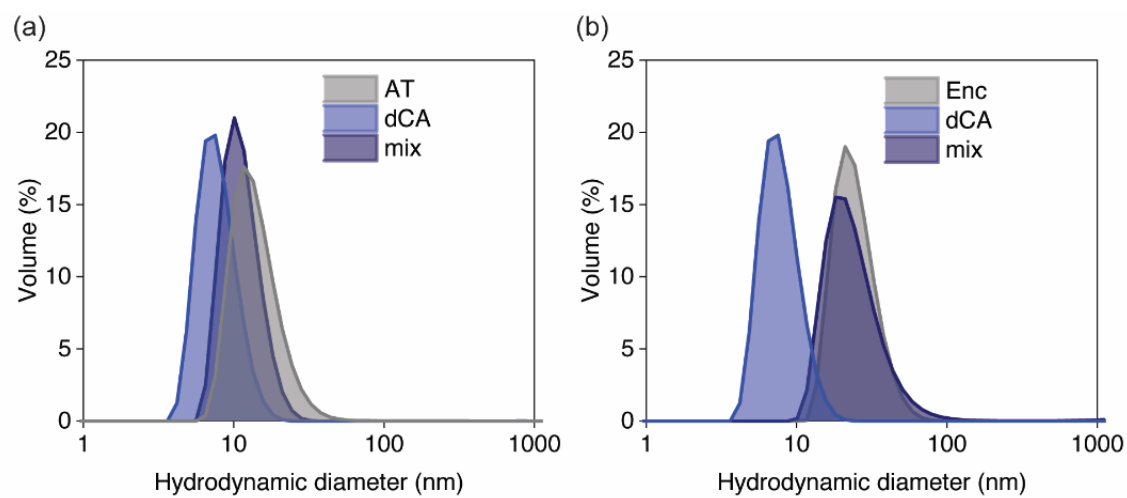 (a)
25
20
15
10
5
0
Volume (%)
AT
dCA
mix
1
10
100
1000
Hydrodynamic diameter (nm)
(b)
25
20
15
10
5
0
Volume (%)
Enc
dCA
mix
1
10
100
1000
Hydrodynamic diameter (nm)